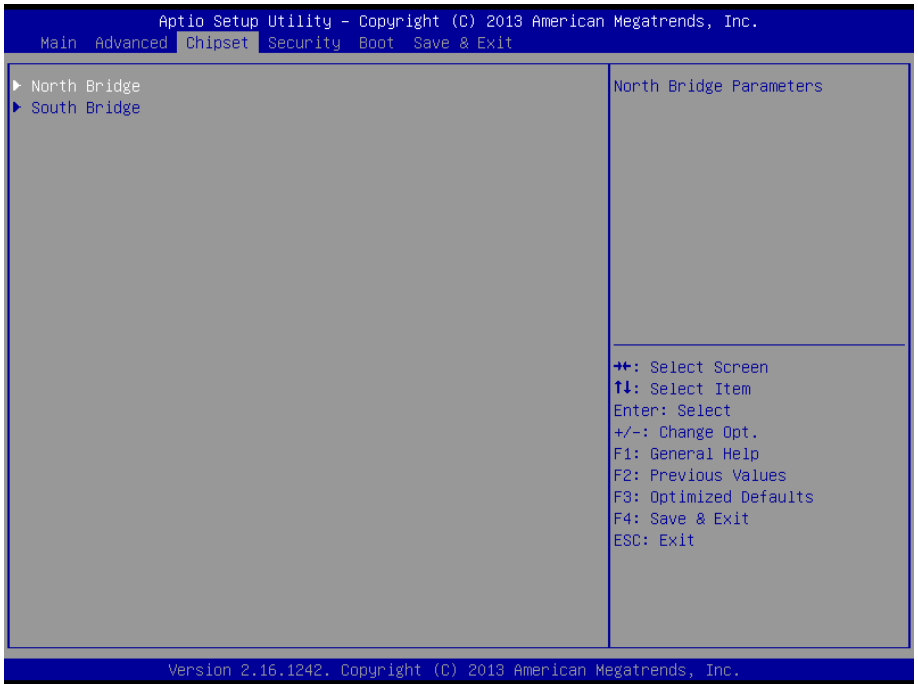 Aptio Setup Utility – Copyright (C) 2013 American Megatrends, Inc.
Main Advanced Chipset Security Boot Save & Exit
▶ North Bridge
▶ South Bridge
North Bridge Parameters
→←: Select Screen
↑↓: Select Item
Enter: Select
+/-: Change Opt.
F1: General Help
F2: Previous Values
F3: Optimized Defaults
F4: Save & Exit
ESC: Exit
Version 2.16.1242. Copyright (C) 2013 American Megatrends, Inc.